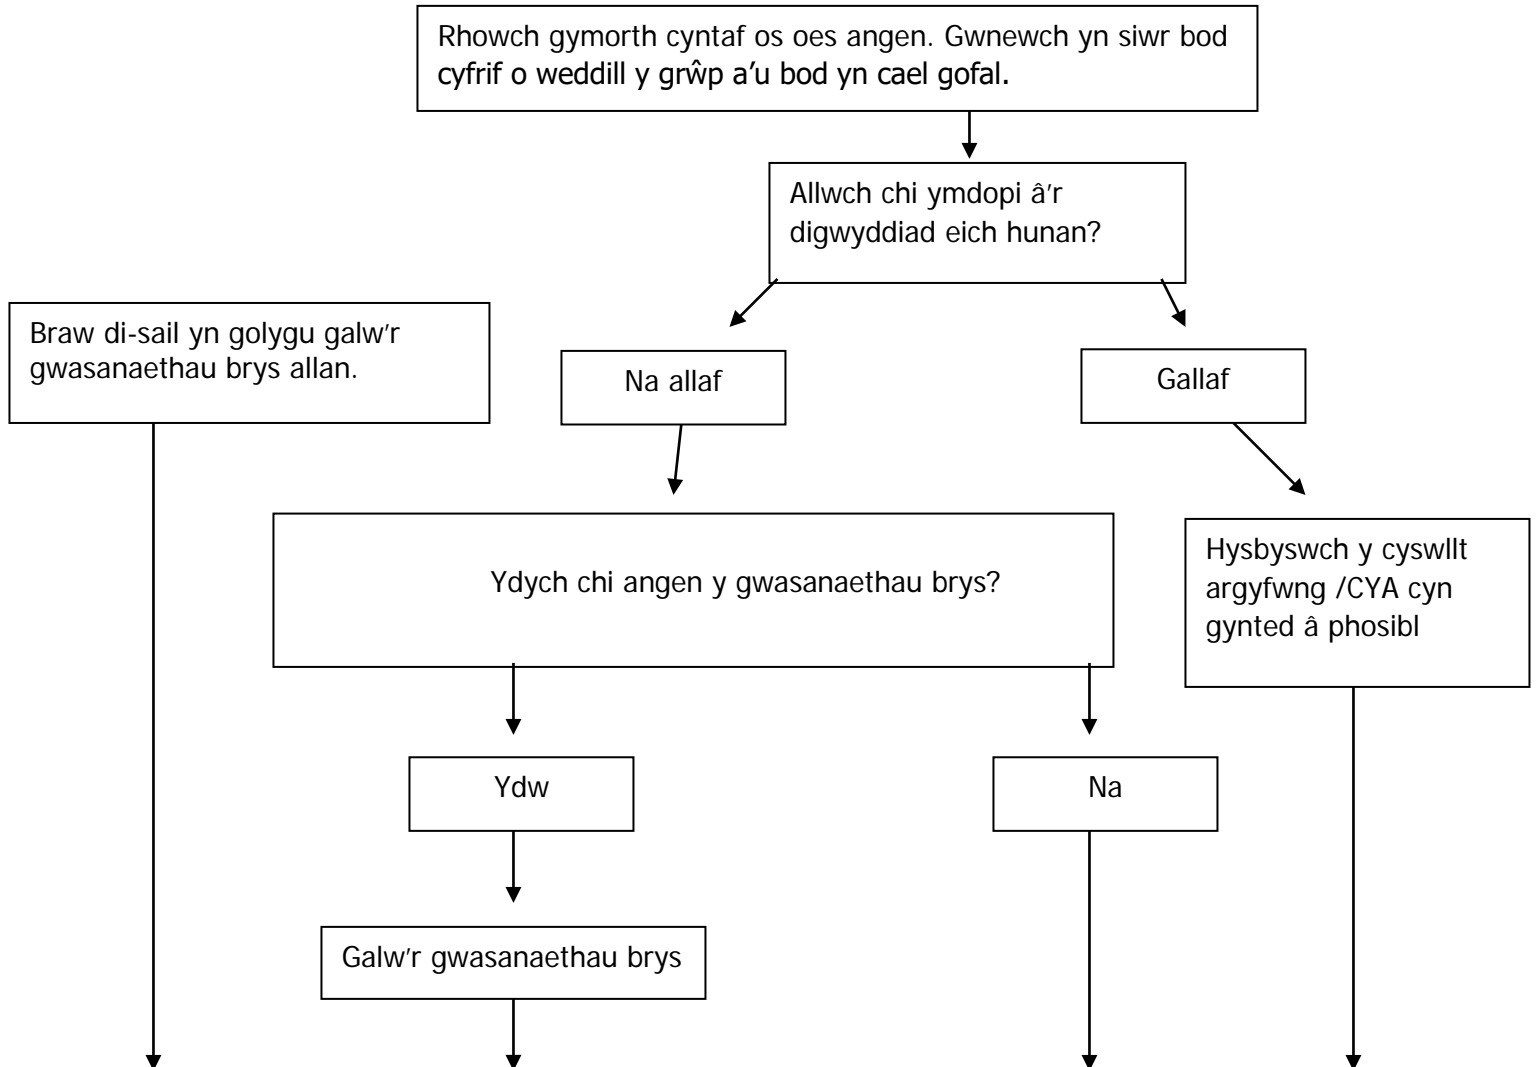 Rhowch gymorth cyntaf os oes angen. Gwnewch yn siwr bod
cyfrif o weddill y grŵp a'u bod yn cael gofal.
Allwch chi ymdopi â'r
digwyddiad eich hunan?
Braw di-sail yn golygu galw'r
gwasanaethau brys allan.
Na allaf
Gallaf
Ydych chi angen y gwasanaethau brys?
Hysbyswch y cyswllt
argyfwng /CYA cyn
gynted â phosibl
Ydw
Na
Galw'r gwasanaethau brys